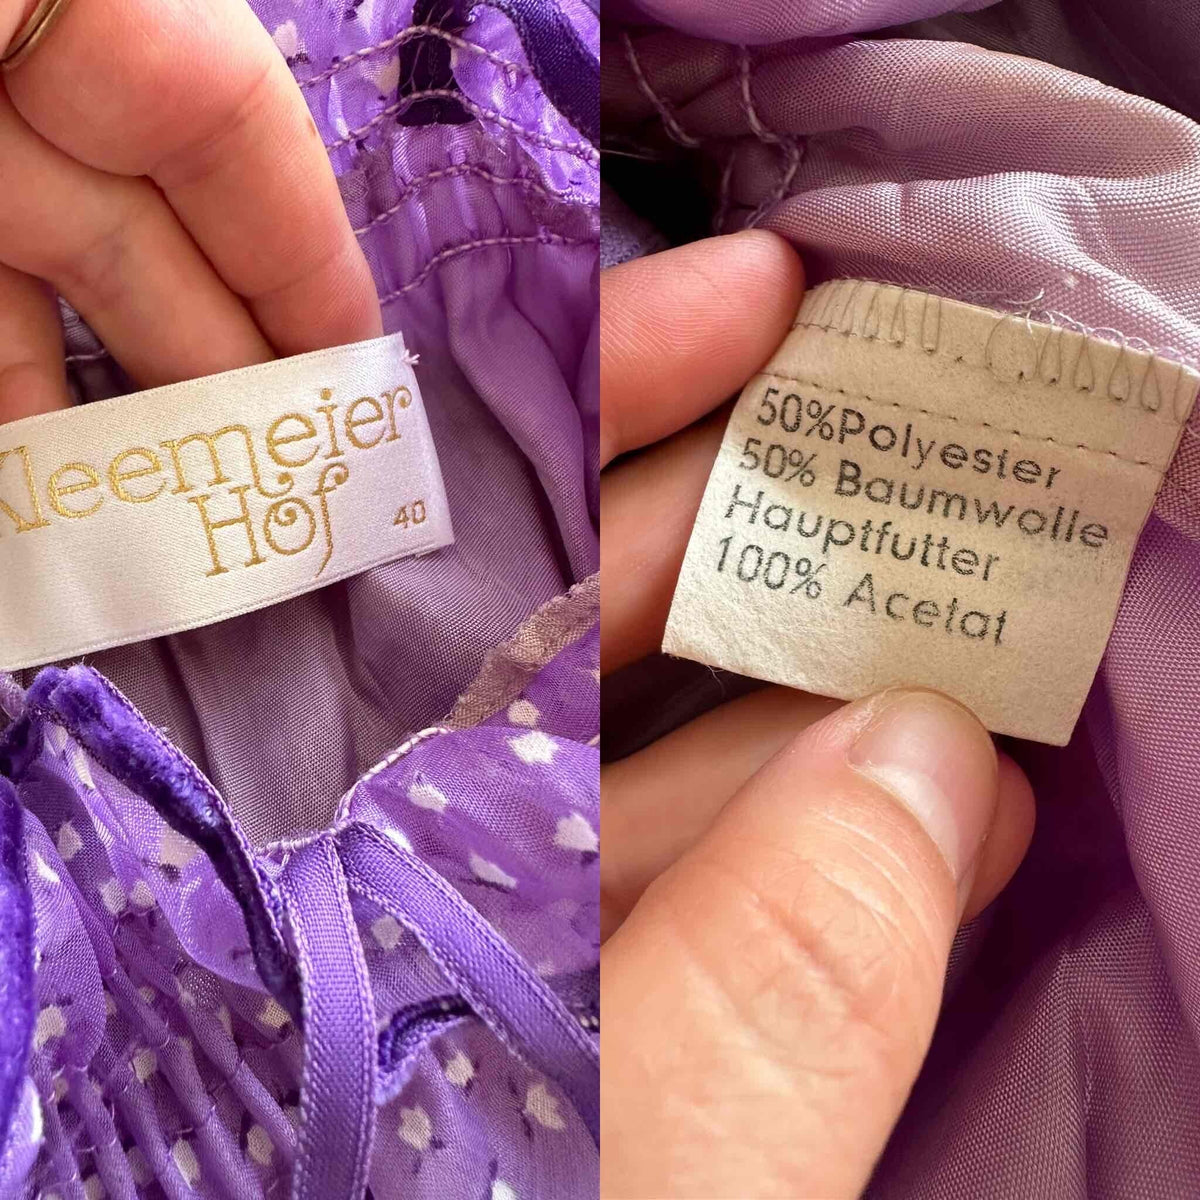 Kleemeier
Hof
40
50%Polyester
50% Baumwolle
Hauptfutter
100% Acetat